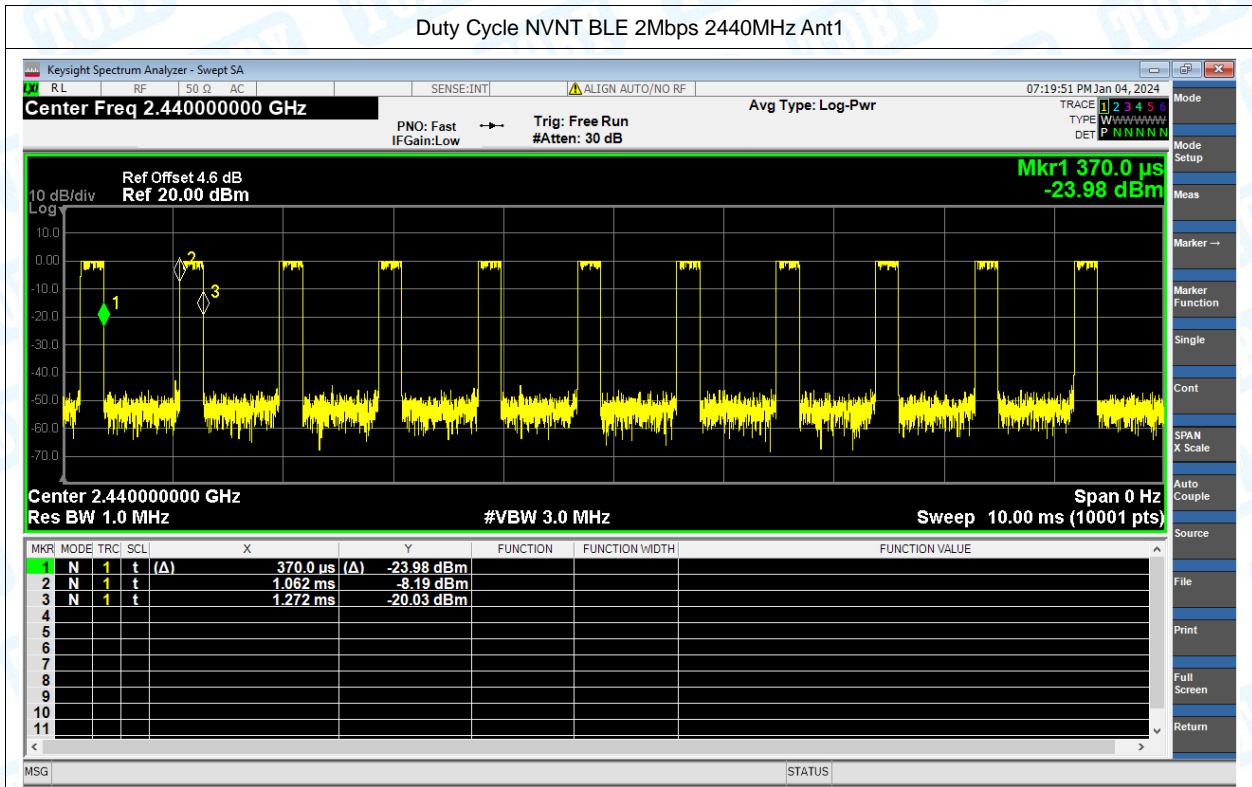 Duty Cycle NVNT BLE 2Mbps 2440MHz Ant1
Keysight Spectrum Analyzer - Swept SA
LXI RL RF 50 Ω AC SENSE:INT ALIGN AUTO/NO RF 07:19:51 PM Jan 04, 2024
Center Freq 2.440000000 GHz
Avg Type: Log-Pwr
TRACE 1 2 3 4 5 6
TYPE WWWWWW
DET P N N N N N
PNO: Fast
IFGain:Low
Trig: Free Run
#Atten: 30 dB
Mkr1 370.0 µs
-23.98 dBm
Ref Offset 4.6 dB
Ref 20.00 dBm
10 dB/div
Log
10.0
0.00
-10.0
-20.0
-30.0
-40.0
-50.0
-60.0
-70.0
1
2
3
Center 2.440000000 GHz
Span 0 Hz
Res BW 1.0 MHz
#VBW 3.0 MHz
Sweep 10.00 ms (10001 pts)
MKR MODE TRC SCL X Y FUNCTION FUNCTION WIDTH FUNCTION VALUE
1 N 1 t (Δ) 370.0 µs (Δ) -23.98 dBm
2 N 1 t 1.062 ms -8.19 dBm
3 N 1 t 1.272 ms -20.03 dBm
4
5
6
7
8
9
10
11
MSG STATUS
Mode
Mode
Setup
Meas
Marker →
Marker
Function
Single
Cont
SPAN
X Scale
Auto
Couple
Source
File
Print
Full
Screen
Return
TOBY